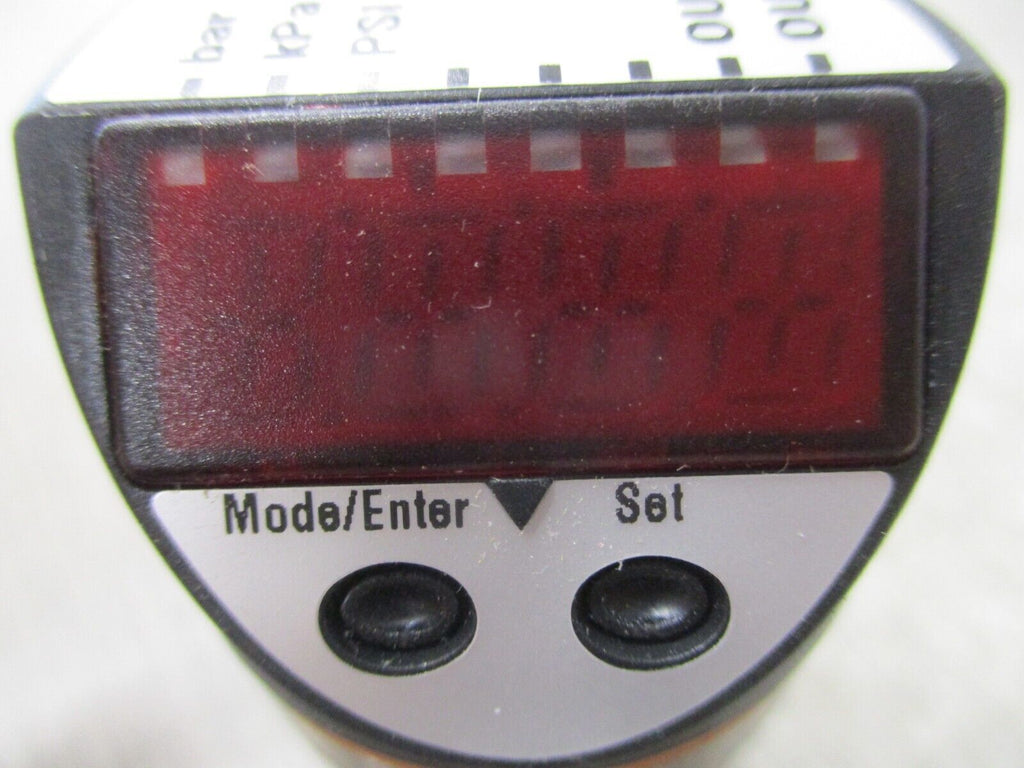 bar
kPa
PSI
OU
OU
Mode/Enter
Set